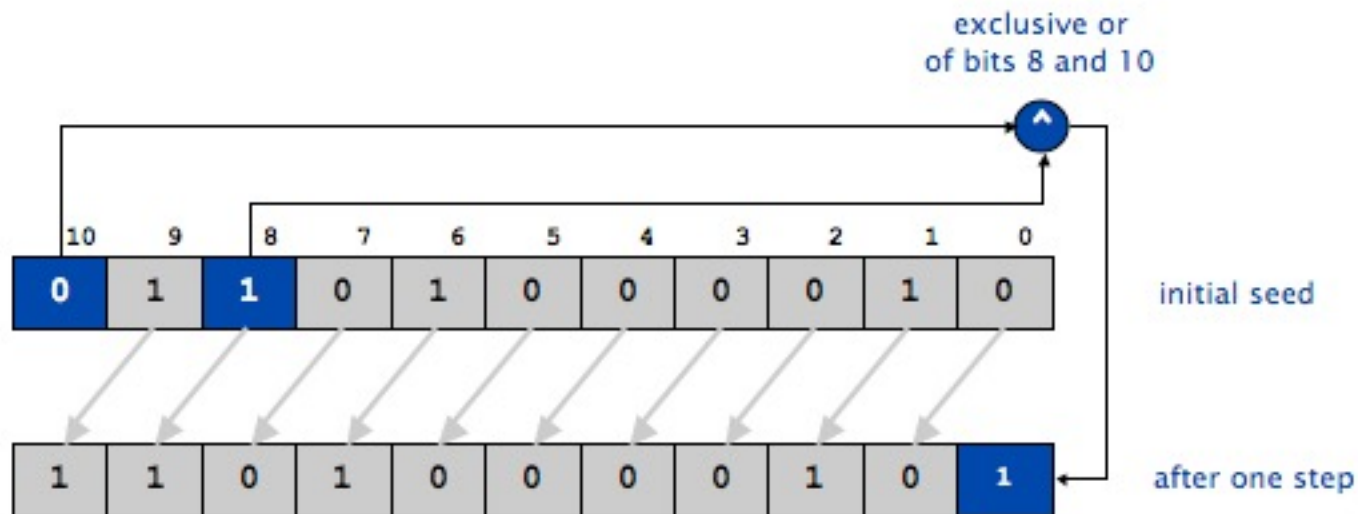 exclusive or
of bits 8 and 10
^
10 9 8 7 6 5 4 3 2 1 0
0 1 1 0 1 0 0 0 0 1 0
initial seed
1 1 0 1 0 0 0 0 1 0 1
after one step